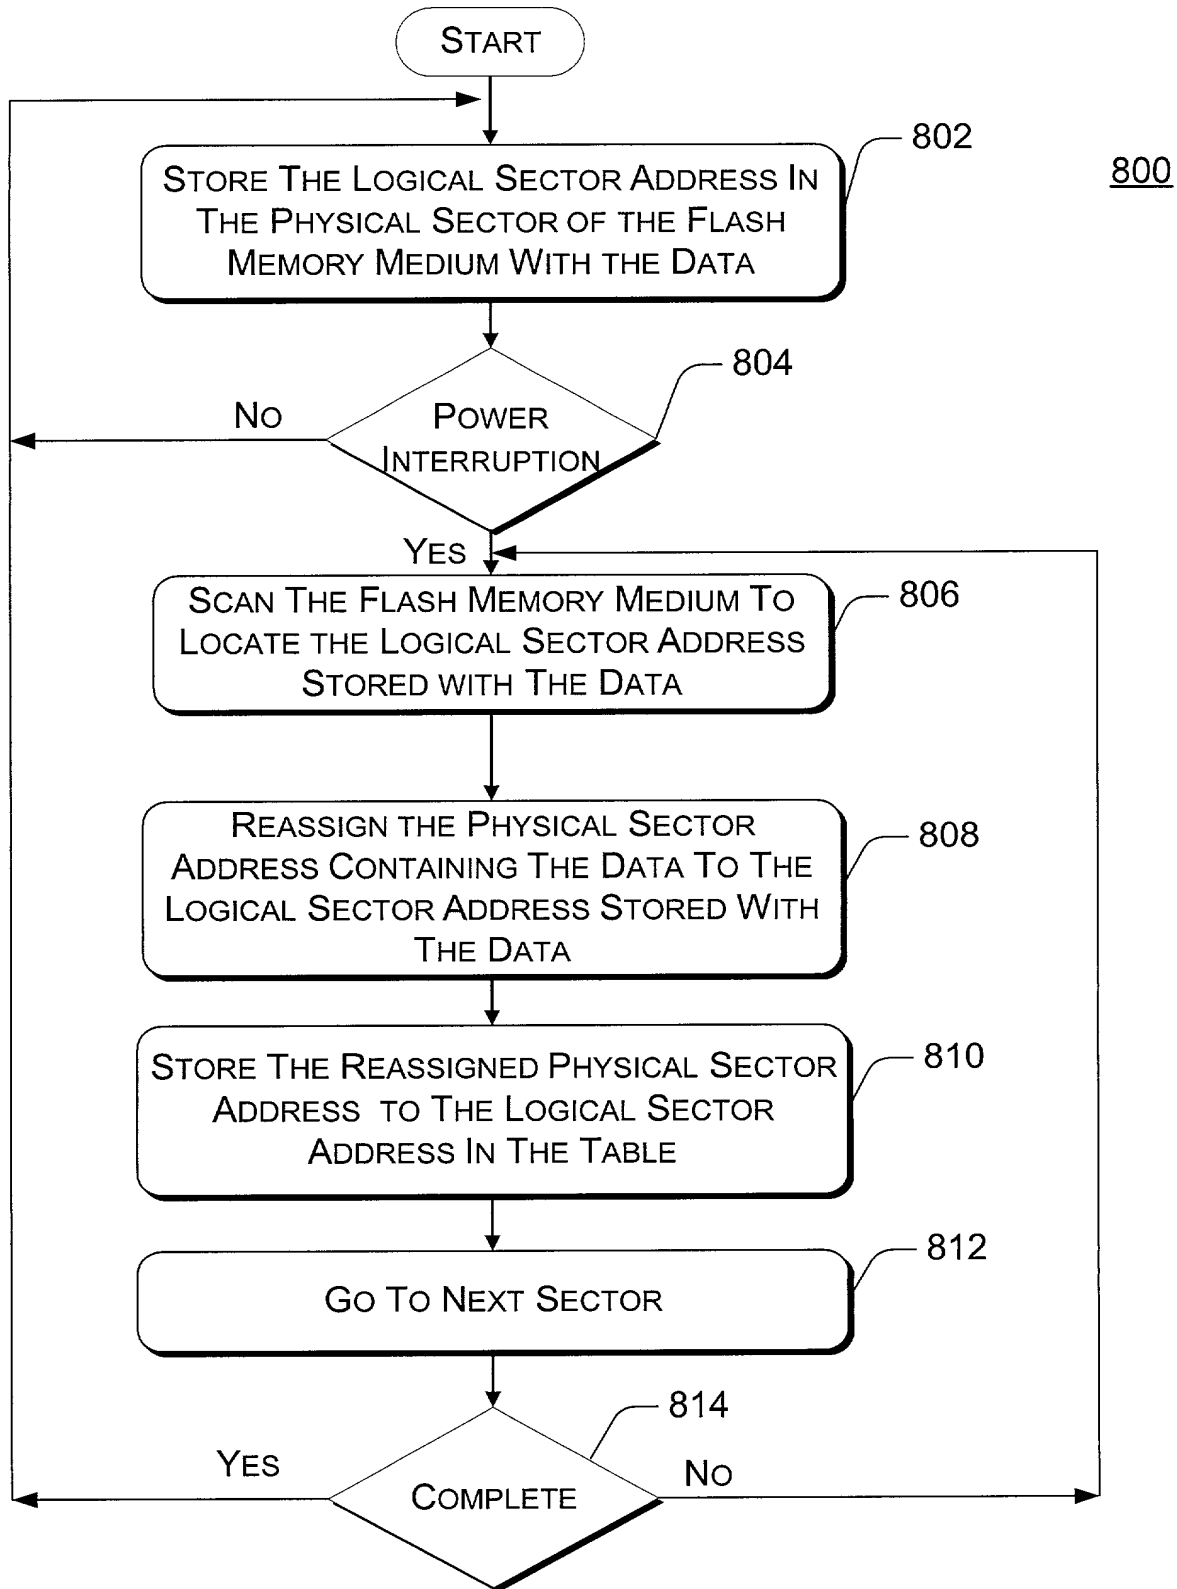 START
802
800
STORE THE LOGICAL SECTOR ADDRESS IN
THE PHYSICAL SECTOR OF THE FLASH
MEMORY MEDIUM WITH THE DATA
804
NO
POWER
INTERRUPTION
YES
806
SCAN THE FLASH MEMORY MEDIUM TO
LOCATE THE LOGICAL SECTOR ADDRESS
STORED WITH THE DATA
808
REASSIGN THE PHYSICAL SECTOR
ADDRESS CONTAINING THE DATA TO THE
LOGICAL SECTOR ADDRESS STORED WITH
THE DATA
810
STORE THE REASSIGNED PHYSICAL SECTOR
ADDRESS TO THE LOGICAL SECTOR
ADDRESS IN THE TABLE
812
GO TO NEXT SECTOR
814
YES
NO
COMPLETE